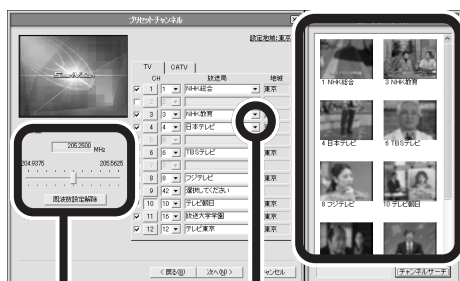 プリセットチャンネル
設定地域:東京
TV CATV
CH 放送局 地域
1 1 NHK総合 東京
2 2
3 3 NHK教育 東京
4 4 日本テレビ 東京
6 6 TBSテレビ 東京
8 8 フジテレビ 東京
9 42 選択してください
10 10 テレビ朝日 東京
11 16 放送大学学園 東京
12 12 テレビ東京 東京
205.2500 MHz
204.9375 205.5625
周波数設定解除
<戻る(B) 次へ(N)>
1 NHK総合 3 NHK教育
4 日本テレビ 6 TBSテレビ
8 フジテレビ 10 テレビ朝日
チャンネルサーチ